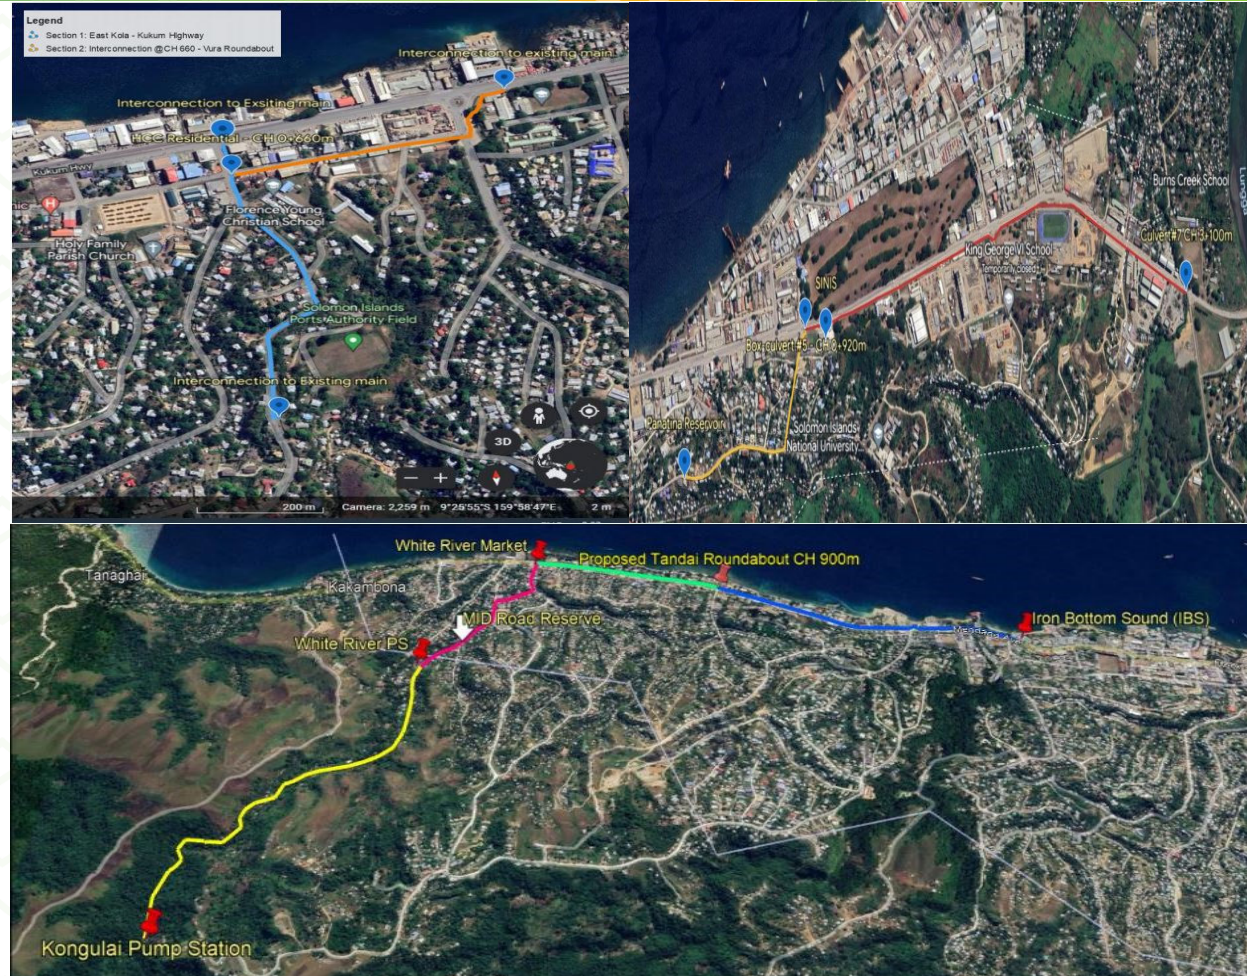 Legend
Section 1: East Kola - Kukum Highway
Section 2: Interconnection @CH 660 - Vura Roundabout
Interconnection to existing main
Interconnection to Exsiting main
HCC Residential - CH 0+660m
Kukum Hwy
Florence Young
Christian School
Holy Family
Parish Church
Solomon Islands
Ports Authority Field
Interconnection to Existing main
3D
200 m
Camera: 2,259 m 9°25'55"S 159°58'47"E
2 m
Burns Creek School
Lungga
King George VI School
Temporarily closed
Culvert#7 CH 3+100m
SINIS
Box-culvert #5 - CH 0+920m
Panatina Reservoir
Solomon Islands
National University
White River Market
Proposed Tandai Roundabout CH 900m
Tanaghai
Kakambona
MID Road Reserve
Iron Bottom Sound (IBS)
White River PS
Kongulai Pump Station